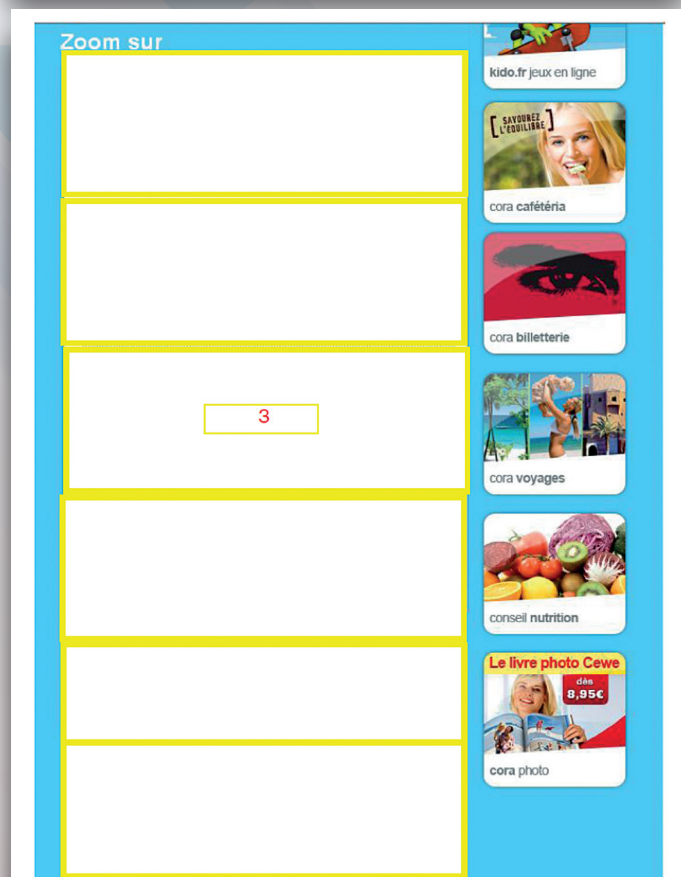 Zoom sur
3
kido.fr jeux en ligne
[ SAVOUREZ
L'ÉQUILIBRE ]
cora cafétéria
cora billetterie
cora voyages
conseil nutrition
Le livre photo Cewe
dès
8,95€
cora photo